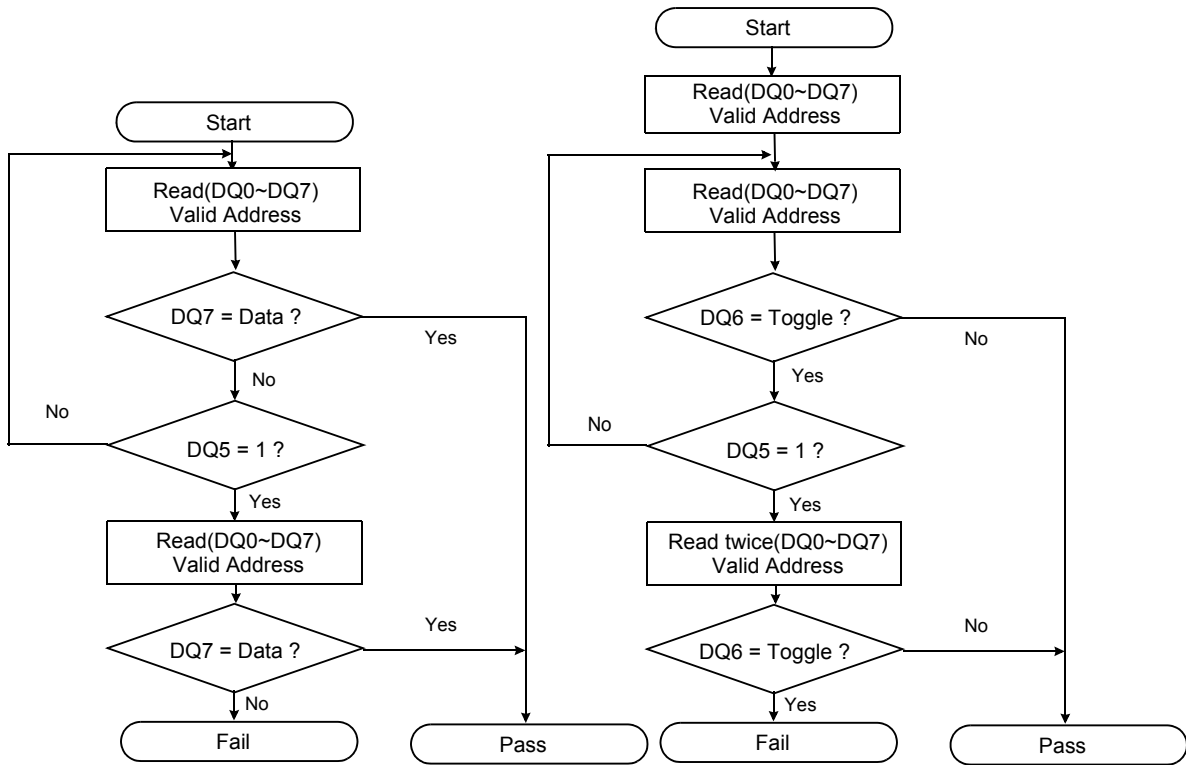 Start
Read(DQ0~DQ7)
Valid Address
DQ7 = Data ?
Yes
No
No
DQ5 = 1 ?
Yes
Read(DQ0~DQ7)
Valid Address
DQ7 = Data ?
Yes
No
Fail
Pass
Start
Read(DQ0~DQ7)
Valid Address
Read(DQ0~DQ7)
Valid Address
DQ6 = Toggle ?
No
Yes
No
DQ5 = 1 ?
Yes
Read twice(DQ0~DQ7)
Valid Address
DQ6 = Toggle ?
No
Yes
Fail
Pass